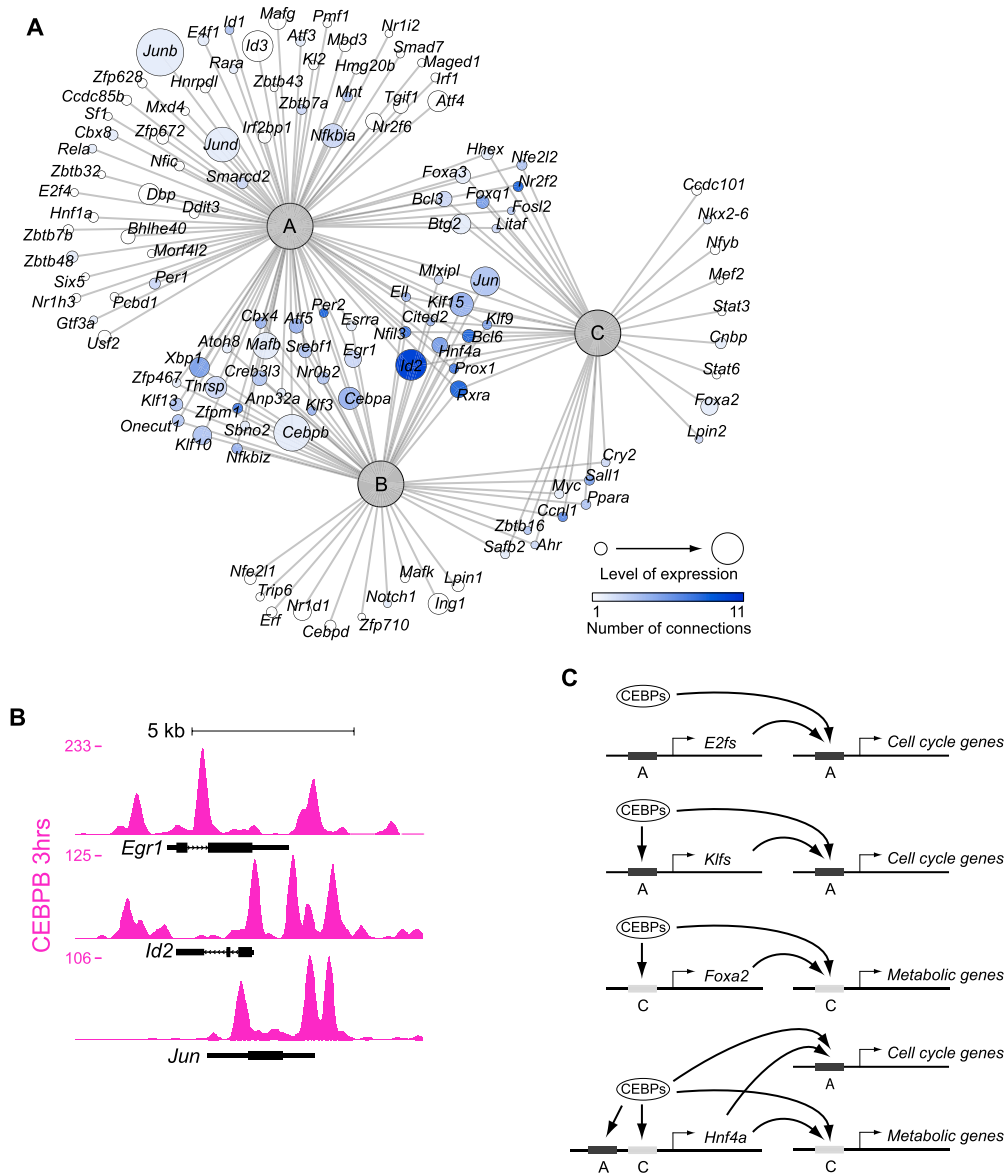 A
Mafg
Pmf1
Id1
Id3
Atf3
Nr1i2
E4f1
Mbd3
Junb
Kl2
Smad7
Rara
Hmg20b
Maged1
Zfp628
Hnrpdl
Zbtb43
Irf1
Ccdc85b
Mxd4
Zbtb7a
Mnt
Tgif1
Atf4
Sf1
Cbx8
Zfp672
Irf2bp1
Nfkbia
Nr2f6
Rela
Jund
Nfic
Smarcd2
Zbtb32
E2f4
Dbp
Ddit3
Hnf1a
Zbtb7b
Bhlhe40
Morf4l2
Zbtb48
Six5
Per1
Nr1h3
Pcbd1
Gtf3a
Usf2
A
Hhex
Nfe2l2
Foxa3
Nr2f2
Bcl3
Foxq1
Fosl2
Btg2
Litaf
Ccdc101
Nkx2-6
Nfyb
Mef2
Stat3
Cnbp
Stat6
Foxa2
Lpin2
C
Mlxipl
Jun
Ell
Klf15
Cited2
Klf9
Nfil3
Bcl6
Hnf4a
Id2
Prox1
Rxra
Per2
Cbx4
Atf5
Esrra
Atoh8
Mafb
Srebf1
Egr1
Xbp1
Creb3l3
Nr0b2
Zfp467
Thrsp
Anp32a
Klf3
Cebpa
Klf13
Zfpm1
Onecut1
Sbno2
Cebpb
Klf10
Nfkbiz
B
Cry2
Sall1
Myc
Ppara
Ccnl1
Zbtb16
Safb2
Ahr
Nfe2l1
Mafk
Lpin1
Trip6
Notch1
Nr1d1
Ing1
Erf
Cebpd
Zfp710
Level of expression
1
11
Number of connections
B
5 kb
233
CEBPB 3hrs
Egr1
125
Id2
106
Jun
C
CEBPs
E2fs
Cell cycle genes
A
A
CEBPs
Klfs
Cell cycle genes
A
A
CEBPs
Foxa2
Metabolic genes
C
C
Cell cycle genes
A
CEBPs
Hnf4a
Metabolic genes
A
C
C